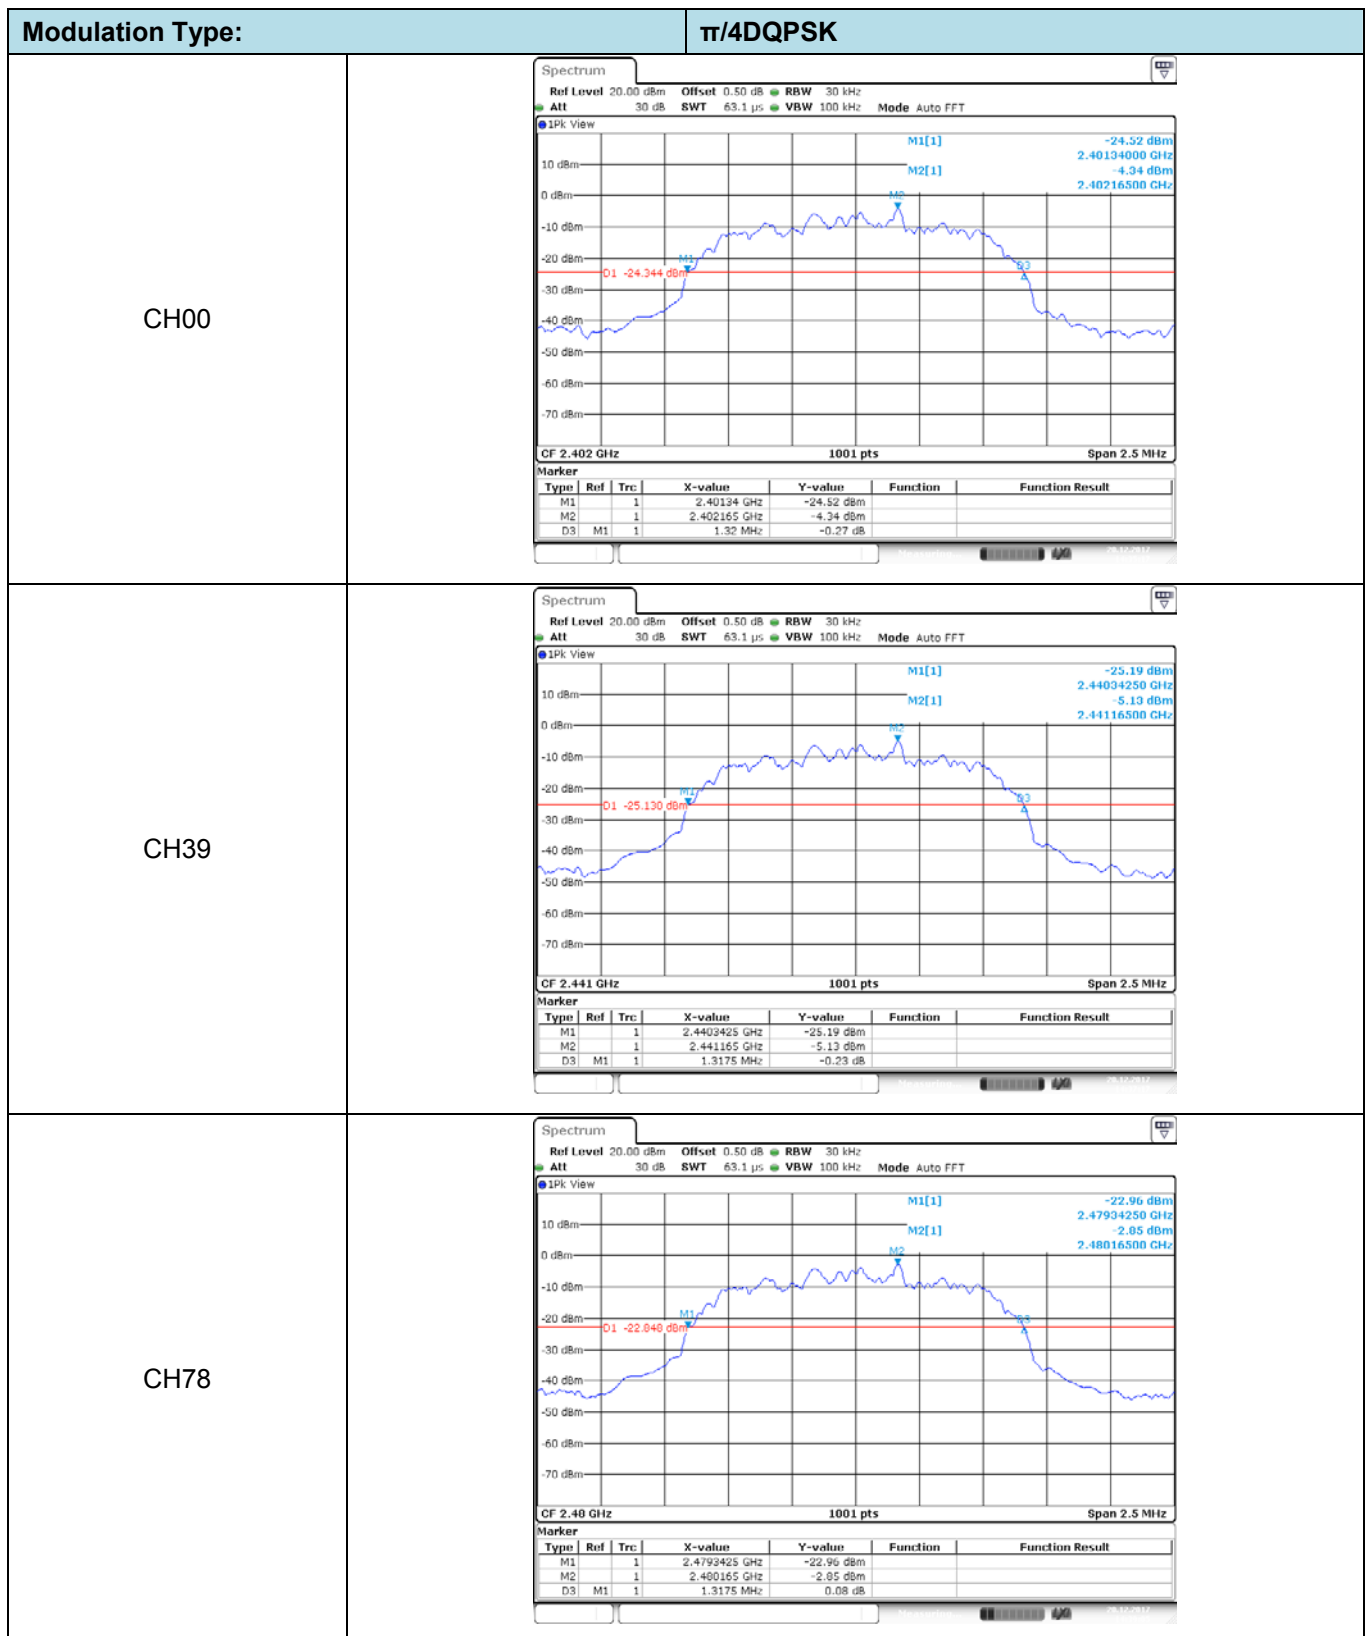 Modulation Type: π/4DQPSK
CH00
Spectrum
Ref Level 20.00 dBm Offset 0.50 dB RBW 30 kHz
Att 30 dB SWT 63.1 µs VBW 100 kHz Mode Auto FFT
1Pk View
M1[1] -24.52 dBm
2.40134000 GHz
10 dBm
M2[1] -4.34 dBm
2.40216500 GHz
0 dBm
M2
-10 dBm
-20 dBm
M1
D3
D1 -24.344 dBm
-30 dBm
-40 dBm
-50 dBm
-60 dBm
-70 dBm
CF 2.402 GHz 1001 pts Span 2.5 MHz
Marker
Type Ref Trc X-value Y-value Function Function Result
M1 1 2.40134 GHz -24.52 dBm
M2 1 2.402165 GHz -4.34 dBm
D3 M1 1 1.32 MHz -0.27 dB
CH39
Spectrum
Ref Level 20.00 dBm Offset 0.50 dB RBW 30 kHz
Att 30 dB SWT 63.1 µs VBW 100 kHz Mode Auto FFT
1Pk View
M1[1] -25.19 dBm
2.44034250 GHz
10 dBm
M2[1] -5.13 dBm
2.44116500 GHz
0 dBm
M2
-10 dBm
-20 dBm
M1
D3
D1 -25.130 dBm
-30 dBm
-40 dBm
-50 dBm
-60 dBm
-70 dBm
CF 2.441 GHz 1001 pts Span 2.5 MHz
Marker
Type Ref Trc X-value Y-value Function Function Result
M1 1 2.4403425 GHz -25.19 dBm
M2 1 2.441165 GHz -5.13 dBm
D3 M1 1 1.3175 MHz -0.23 dB
CH78
Spectrum
Ref Level 20.00 dBm Offset 0.50 dB RBW 30 kHz
Att 30 dB SWT 63.1 µs VBW 100 kHz Mode Auto FFT
1Pk View
M1[1] -22.96 dBm
2.47934250 GHz
10 dBm
M2[1] -2.85 dBm
2.48016500 GHz
0 dBm
M2
-10 dBm
-20 dBm
M1
D3
D1 -22.848 dBm
-30 dBm
-40 dBm
-50 dBm
-60 dBm
-70 dBm
CF 2.48 GHz 1001 pts Span 2.5 MHz
Marker
Type Ref Trc X-value Y-value Function Function Result
M1 1 2.4793425 GHz -22.96 dBm
M2 1 2.480165 GHz -2.85 dBm
D3 M1 1 1.3175 MHz 0.08 dB